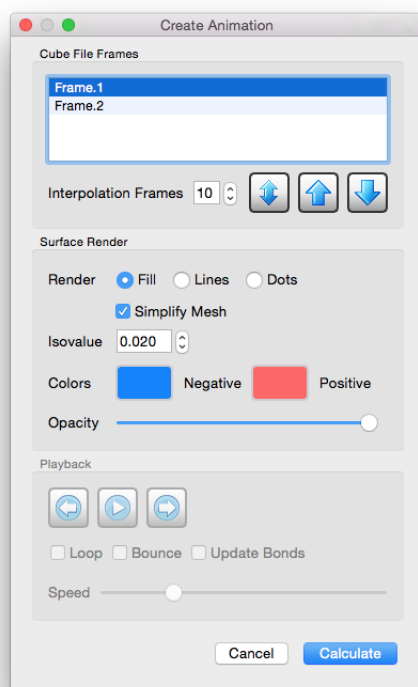 Create Animation
Cube File Frames
Frame.1
Frame.2
Interpolation Frames 10
Surface Render
Render Fill Lines Dots
Simplify Mesh
Isovalue 0.020
Colors Negative Positive
Opacity
Playback
Loop Bounce Update Bonds
Speed
Cancel Calculate